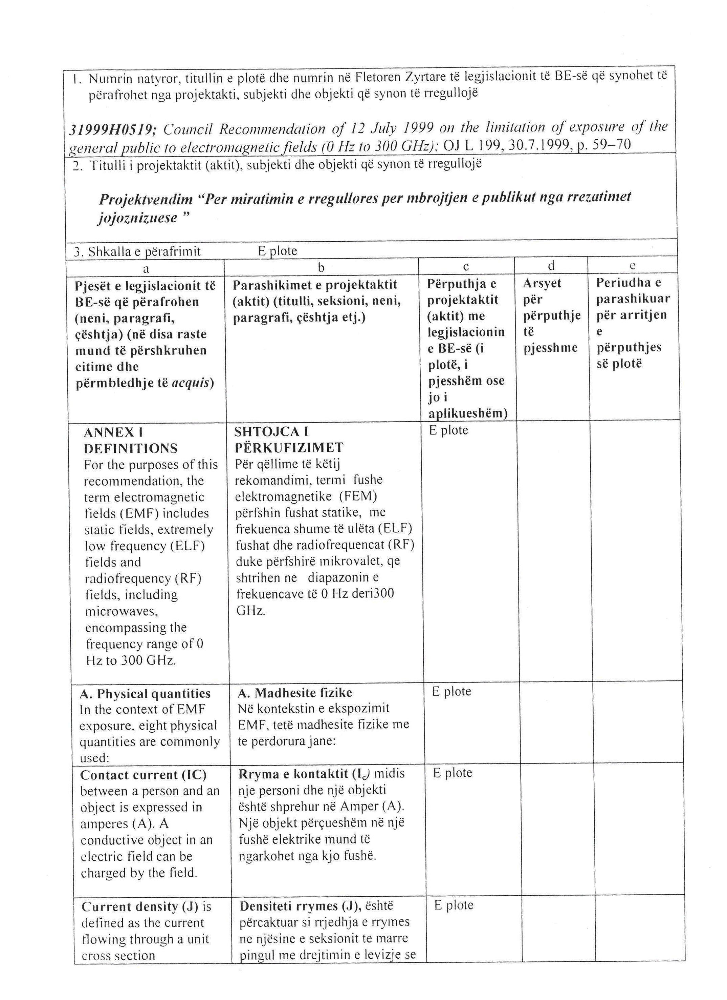 1. Numrin natyror, titullin e plotë dhe numrin në Fletoren Zyrtare të legjislacionit të BE-së që synohet të
përafrohet nga projektakti, subjekti dhe objekti që synon të rregullojë
31999H0519; Council Recommendation of 12 July 1999 on the limitation of exposure of the
general public to electromagnetic fields (0 Hz to 300 GHz); OJ L 199, 30.7.1999, p. 59–70
2. Titulli i projektaktit (aktit), subjekti dhe objekti që synon të rregullojë
Projektvendim “Per miratimin e rregullores per mbrojtjen e publikut nga rrezatimet
jojoznizuese ”
3. Shkalla e përafrimit E plote
a b c d e
Pjesët e legjislacionit të
BE-së që përafrohen
(neni, paragrafi,
çështja) (në disa raste
mund të përshkruhen
citime dhe
përmbledhje të acquis)
Parashikimet e projektaktit
(aktit) (titulli, seksioni, neni,
paragrafi, çështja etj.)
Përputhja e
projektaktit
(aktit) me
legjislacionin
e BE-së (i
plotë, i
pjesshëm ose
jo i
aplikueshëm)
Arsyet
për
përputhje
të
pjesshme
Periudha e
parashikuar
për arritjen
e
përputhjes
së plotë
ANNEX I
DEFINITIONS
For the purposes of this
recommendation, the
term electromagnetic
fields (EMF) includes
static fields, extremely
low frequency (ELF)
fields and
radiofrequency (RF)
fields, including
microwaves,
encompassing the
frequency range of 0
Hz to 300 GHz.
SHTOJCA I
PËRKUFIZIMET
Për qëllime të këtij
rekomandimi, termi fushe
elektromagnetike (FEM)
përfshin fushat statike, me
frekuenca shume të ulëta (ELF)
fushat dhe radiofrequencat (RF)
duke përfshirë mikrovalet, qe
shtrihen ne diapazonin e
frekuencave të 0 Hz deri300
GHz.
E plote
A. Physical quantities
In the context of EMF
exposure, eight physical
quantities are commonly
used:
A. Madhesite fizike
Në kontekstin e ekspozimit
EMF, tetë madhesite fizike me
te perdorura jane:
E plote
Contact current (IC)
between a person and an
object is expressed in
amperes (A). A
conductive object in an
electric field can be
charged by the field.
Rryma e kontaktit (Ic) midis
nje personi dhe një objekti
është shprehur në Amper (A).
Një objekt përçueshëm në një
fushë elektrike mund të
ngarkohet nga kjo fushë.
E plote
Current density (J) is
defined as the current
flowing through a unit
cross section
Densiteti rrymes (J), është
përcaktuar si rrjedhja e rrymes
ne njësine e seksionit te marre
pingul me drejtimin e levizje se
E plote